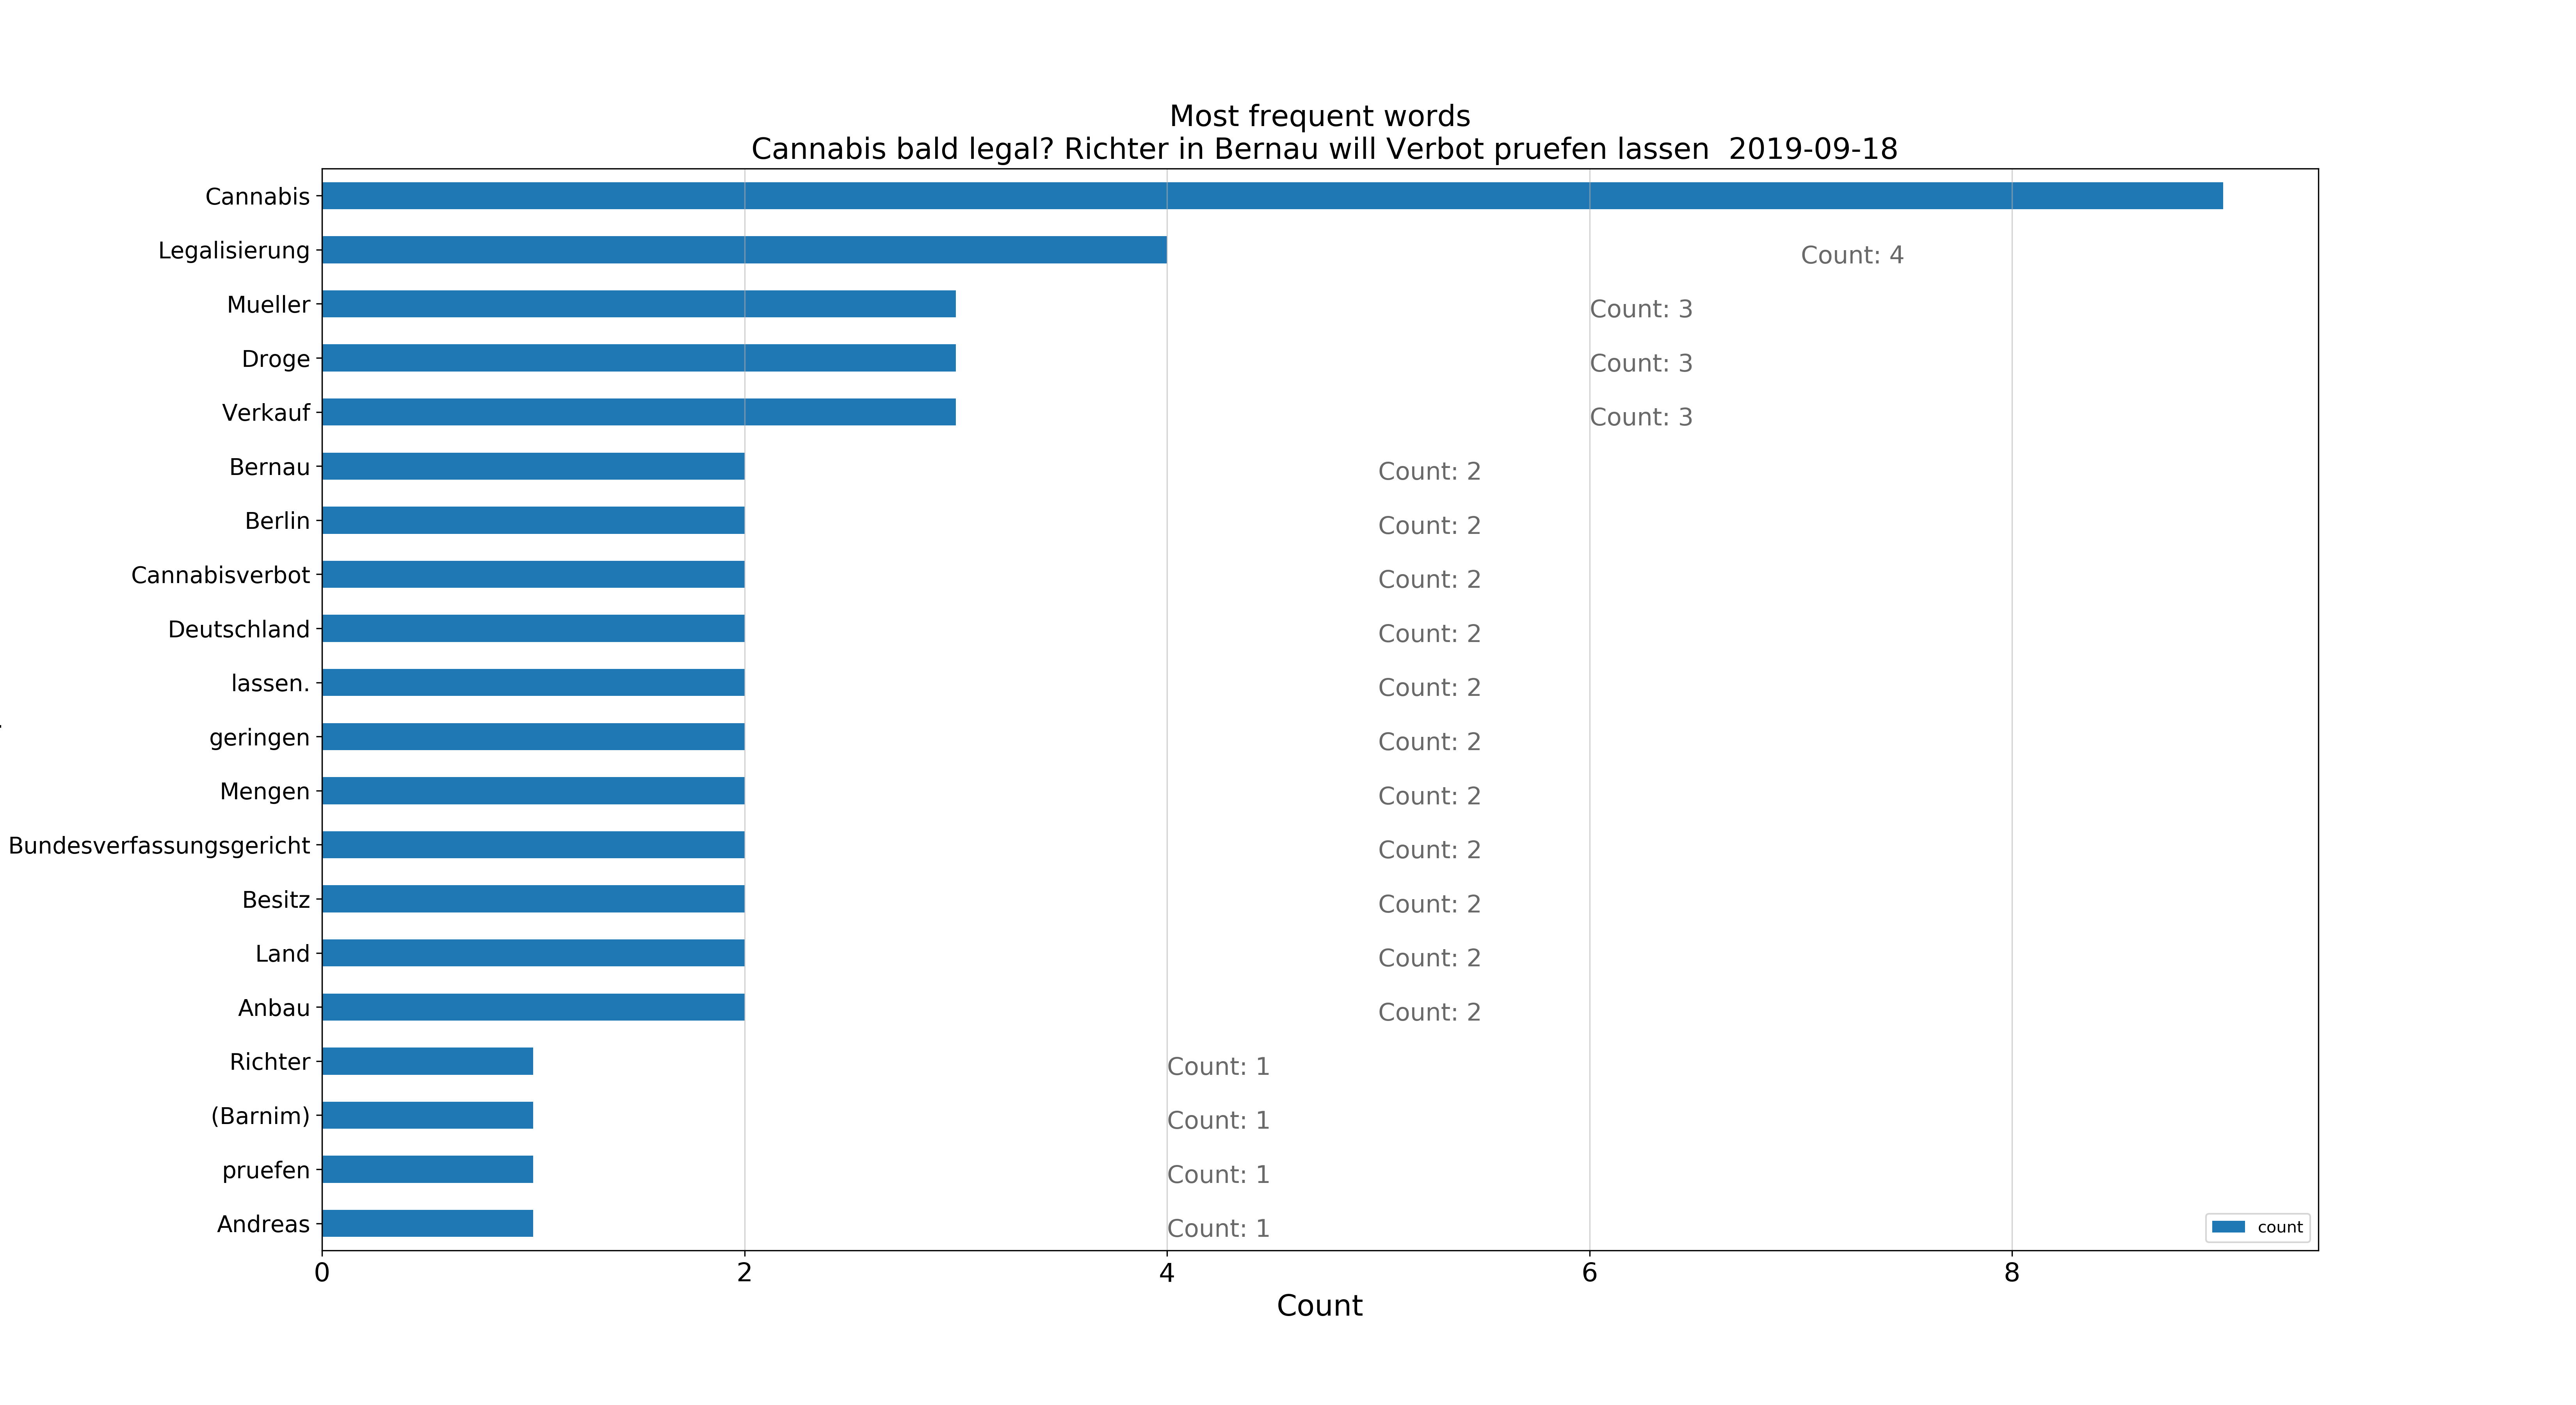 Most frequent words
Cannabis bald legal? Richter in Bernau will Verbot pruefen lassen  2019-09-18
Cannabis
Legalisierung Count: 4
Mueller Count: 3
Droge Count: 3
Verkauf Count: 3
Bernau Count: 2
Berlin Count: 2
Cannabisverbot Count: 2
Deutschland Count: 2
lassen. Count: 2
geringen Count: 2
Mengen Count: 2
Bundesverfassungsgericht Count: 2
Besitz Count: 2
Land Count: 2
Anbau Count: 2
Richter Count: 1
(Barnim) Count: 1
pruefen Count: 1
Andreas Count: 1
count
0 2 4 6 8
Count